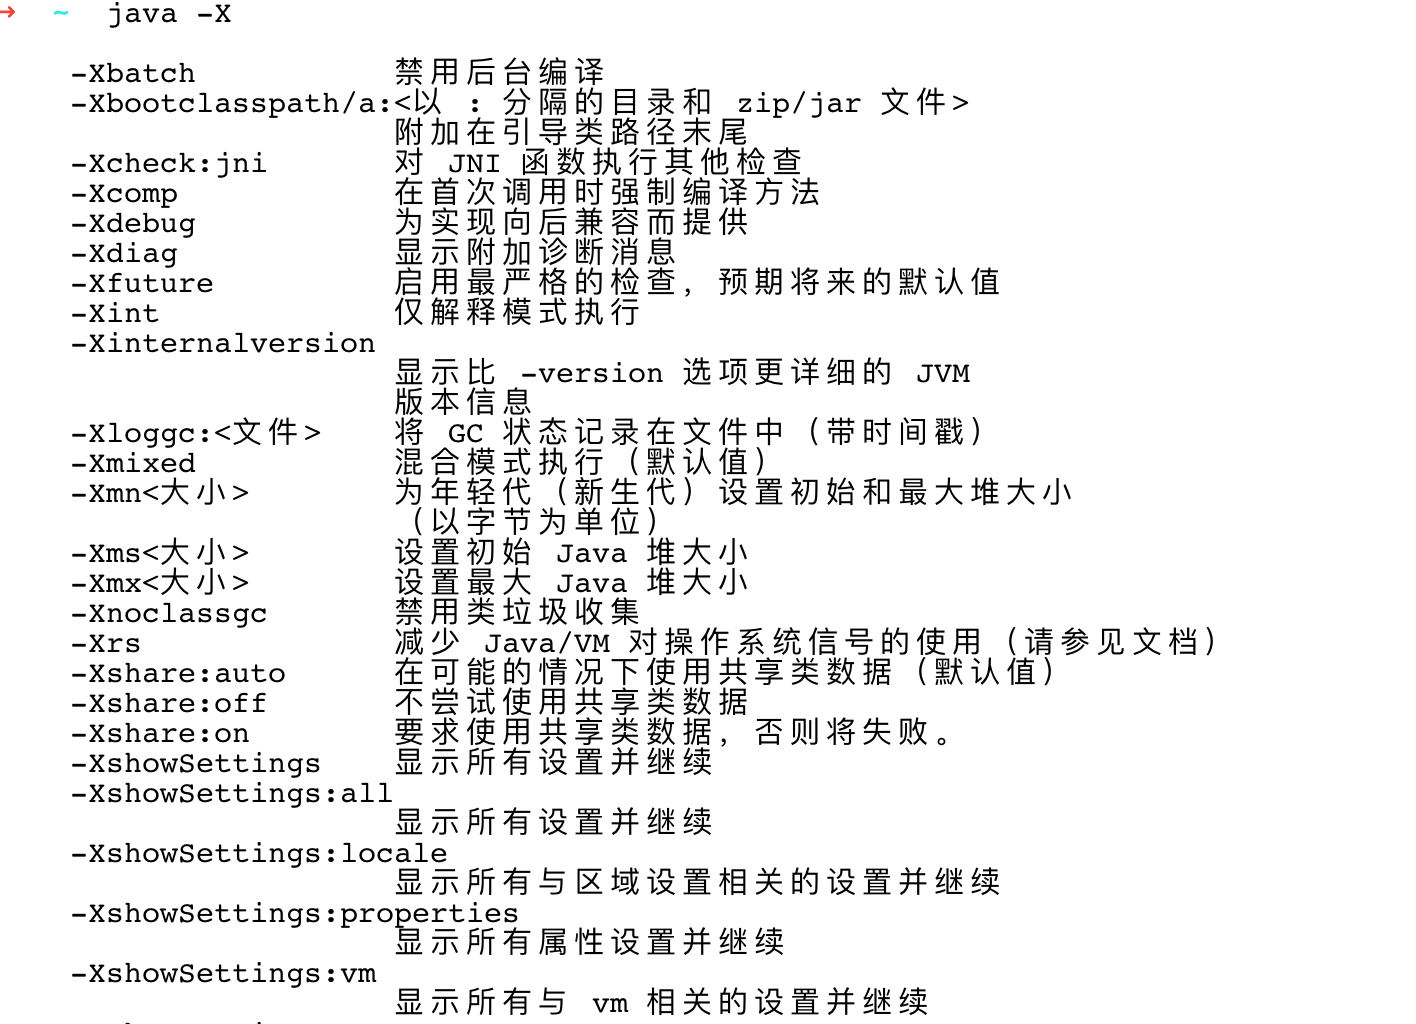 → ~ java -X
-Xbatch 禁用后台编译
-Xbootclasspath/a:<以 : 分隔的目录和 zip/jar 文件>
附加在引导类路径末尾
-Xcheck:jni 对 JNI 函数执行其他检查
-Xcomp 在首次调用时强制编译方法
-Xdebug 为实现向后兼容而提供
-Xdiag 显示附加诊断消息
-Xfuture 启用最严格的检查, 预期将来的默认值
-Xint 仅解释模式执行
-Xinternalversion
显示比 -version 选项更详细的 JVM
版本信息
-Xloggc:<文件> 将 GC 状态记录在文件中（带时间戳）
-Xmixed 混合模式执行（默认值）
-Xmn<大小> 为年轻代（新生代）设置初始和最大堆大小
（以字节为单位）
-Xms<大小> 设置初始 Java 堆大小
-Xmx<大小> 设置最大 Java 堆大小
-Xnoclassgc 禁用类垃圾收集
-Xrs 减少 Java/VM 对操作系统信号的使用（请参见文档）
-Xshare:auto 在可能的情况下使用共享类数据（默认值）
-Xshare:off 不尝试使用共享类数据
-Xshare:on 要求使用共享类数据, 否则将失败。
-XshowSettings 显示所有设置并继续
-XshowSettings:all
显示所有设置并继续
-XshowSettings:locale
显示所有与区域设置相关的设置并继续
-XshowSettings:properties
显示所有属性设置并继续
-XshowSettings:vm
显示所有与 vm 相关的设置并继续